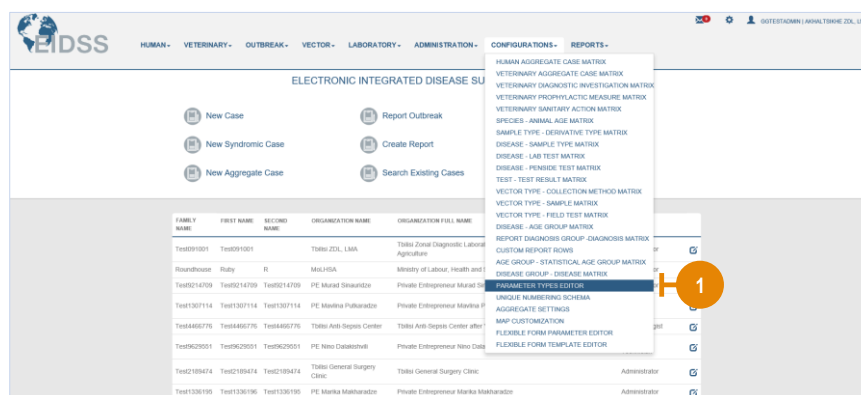 EIDSS
HUMAN VETERINARY OUTBREAK VECTOR LABORATORY ADMINISTRATION CONFIGURATIONS REPORTS
GGTESTADMIN | AKHALTSIKHE ZDL, LM
HUMAN AGGREGATE CASE MATRIX
VETERINARY AGGREGATE CASE MATRIX
VETERINARY DIAGNOSTIC INVESTIGATION MATRIX
VETERINARY PROPHYLACTIC MEASURE MATRIX
VETERINARY SANITARY ACTION MATRIX
SPECIES - ANIMAL AGE MATRIX
SAMPLE TYPE - DERIVATIVE TYPE MATRIX
DISEASE - SAMPLE TYPE MATRIX
DISEASE - LAB TEST MATRIX
DISEASE - PENSIDE TEST MATRIX
TEST - TEST RESULT MATRIX
VECTOR TYPE - COLLECTION METHOD MATRIX
VECTOR TYPE - SAMPLE MATRIX
VECTOR TYPE - FIELD TEST MATRIX
DISEASE - AGE GROUP MATRIX
REPORT DIAGNOSIS GROUP -DIAGNOSIS MATRIX
CUSTOM REPORT ROWS
AGE GROUP - STATISTICAL AGE GROUP MATRIX
DISEASE GROUP - DISEASE MATRIX
PARAMETER TYPES EDITOR
UNIQUE NUMBERING SCHEMA
AGGREGATE SETTINGS
MAP CUSTOMIZATION
FLEXIBLE FORM PARAMETER EDITOR
FLEXIBLE FORM TEMPLATE EDITOR
1
ELECTRONIC INTEGRATED DISEASE SU
New Case Report Outbreak
New Syndromic Case Create Report
New Aggregate Case Search Existing Cases
FAMILY NAME FIRST NAME SECOND NAME ORGANIZATION NAME ORGANIZATION FULL NAME
Test091001 Test091001 Tbilisi ZDL, LMA Tbilisi Zonal Diagnostic Laborat
Agriculture
Roundhouse Ruby R MoLHSA Ministry of Labour, Health and S
Test9214709 Test9214709 Test9214709 PE Murad Sinauridze Private Entrepreneur Murad Si
Test1307114 Test1307114 Test1307114 PE Mavlina Putkaradze Private Entrepreneur Mavlina P
Test4466776 Test4466776 Test4466776 Tbilisi Anti-Sepsis Center Tbilisi Anti-Sepsis Center after
Test9629551 Test9629551 Test9629551 PE Nino Dalakishvili Private Entrepreneur Nino Dala
Test2189474 Test2189474 Test2189474 Tbilisi General Surgery Clinic Tbilisi General Surgery Clinic Administrator
Test1336195 Test1336196 Test1336195 PE Marika Makharadze Private Entrepreneur Marika Makharadze Administrator